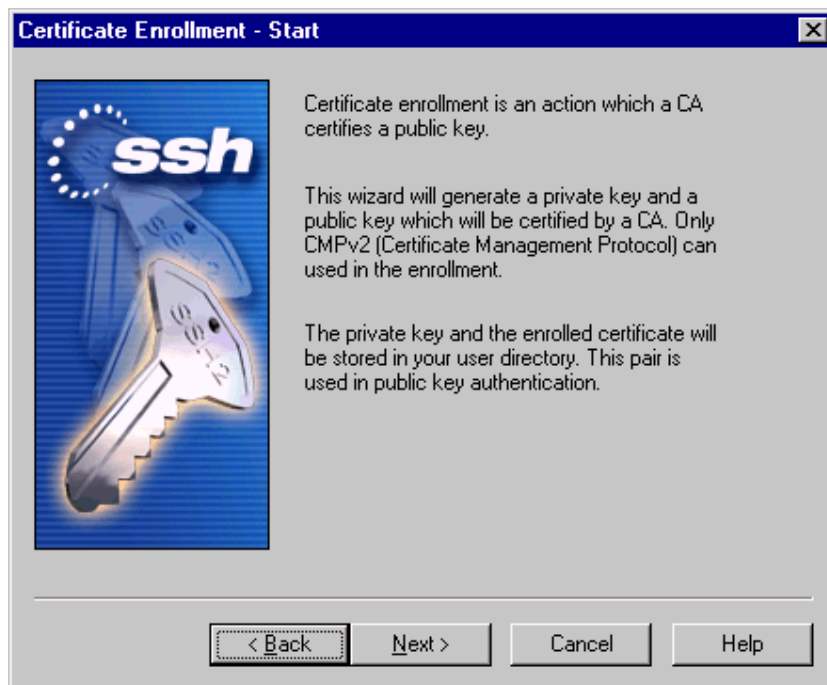 Certificate Enrollment - Start
ssh
SSH2
Certificate enrollment is an action which a CA
certifies a public key.
This wizard will generate a private key and a
public key which will be certified by a CA. Only
CMPv2 (Certificate Management Protocol) can
used in the enrollment.
The private key and the enrolled certificate will
be stored in your user directory. This pair is
used in public key authentication.
< Back
Next >
Cancel
Help